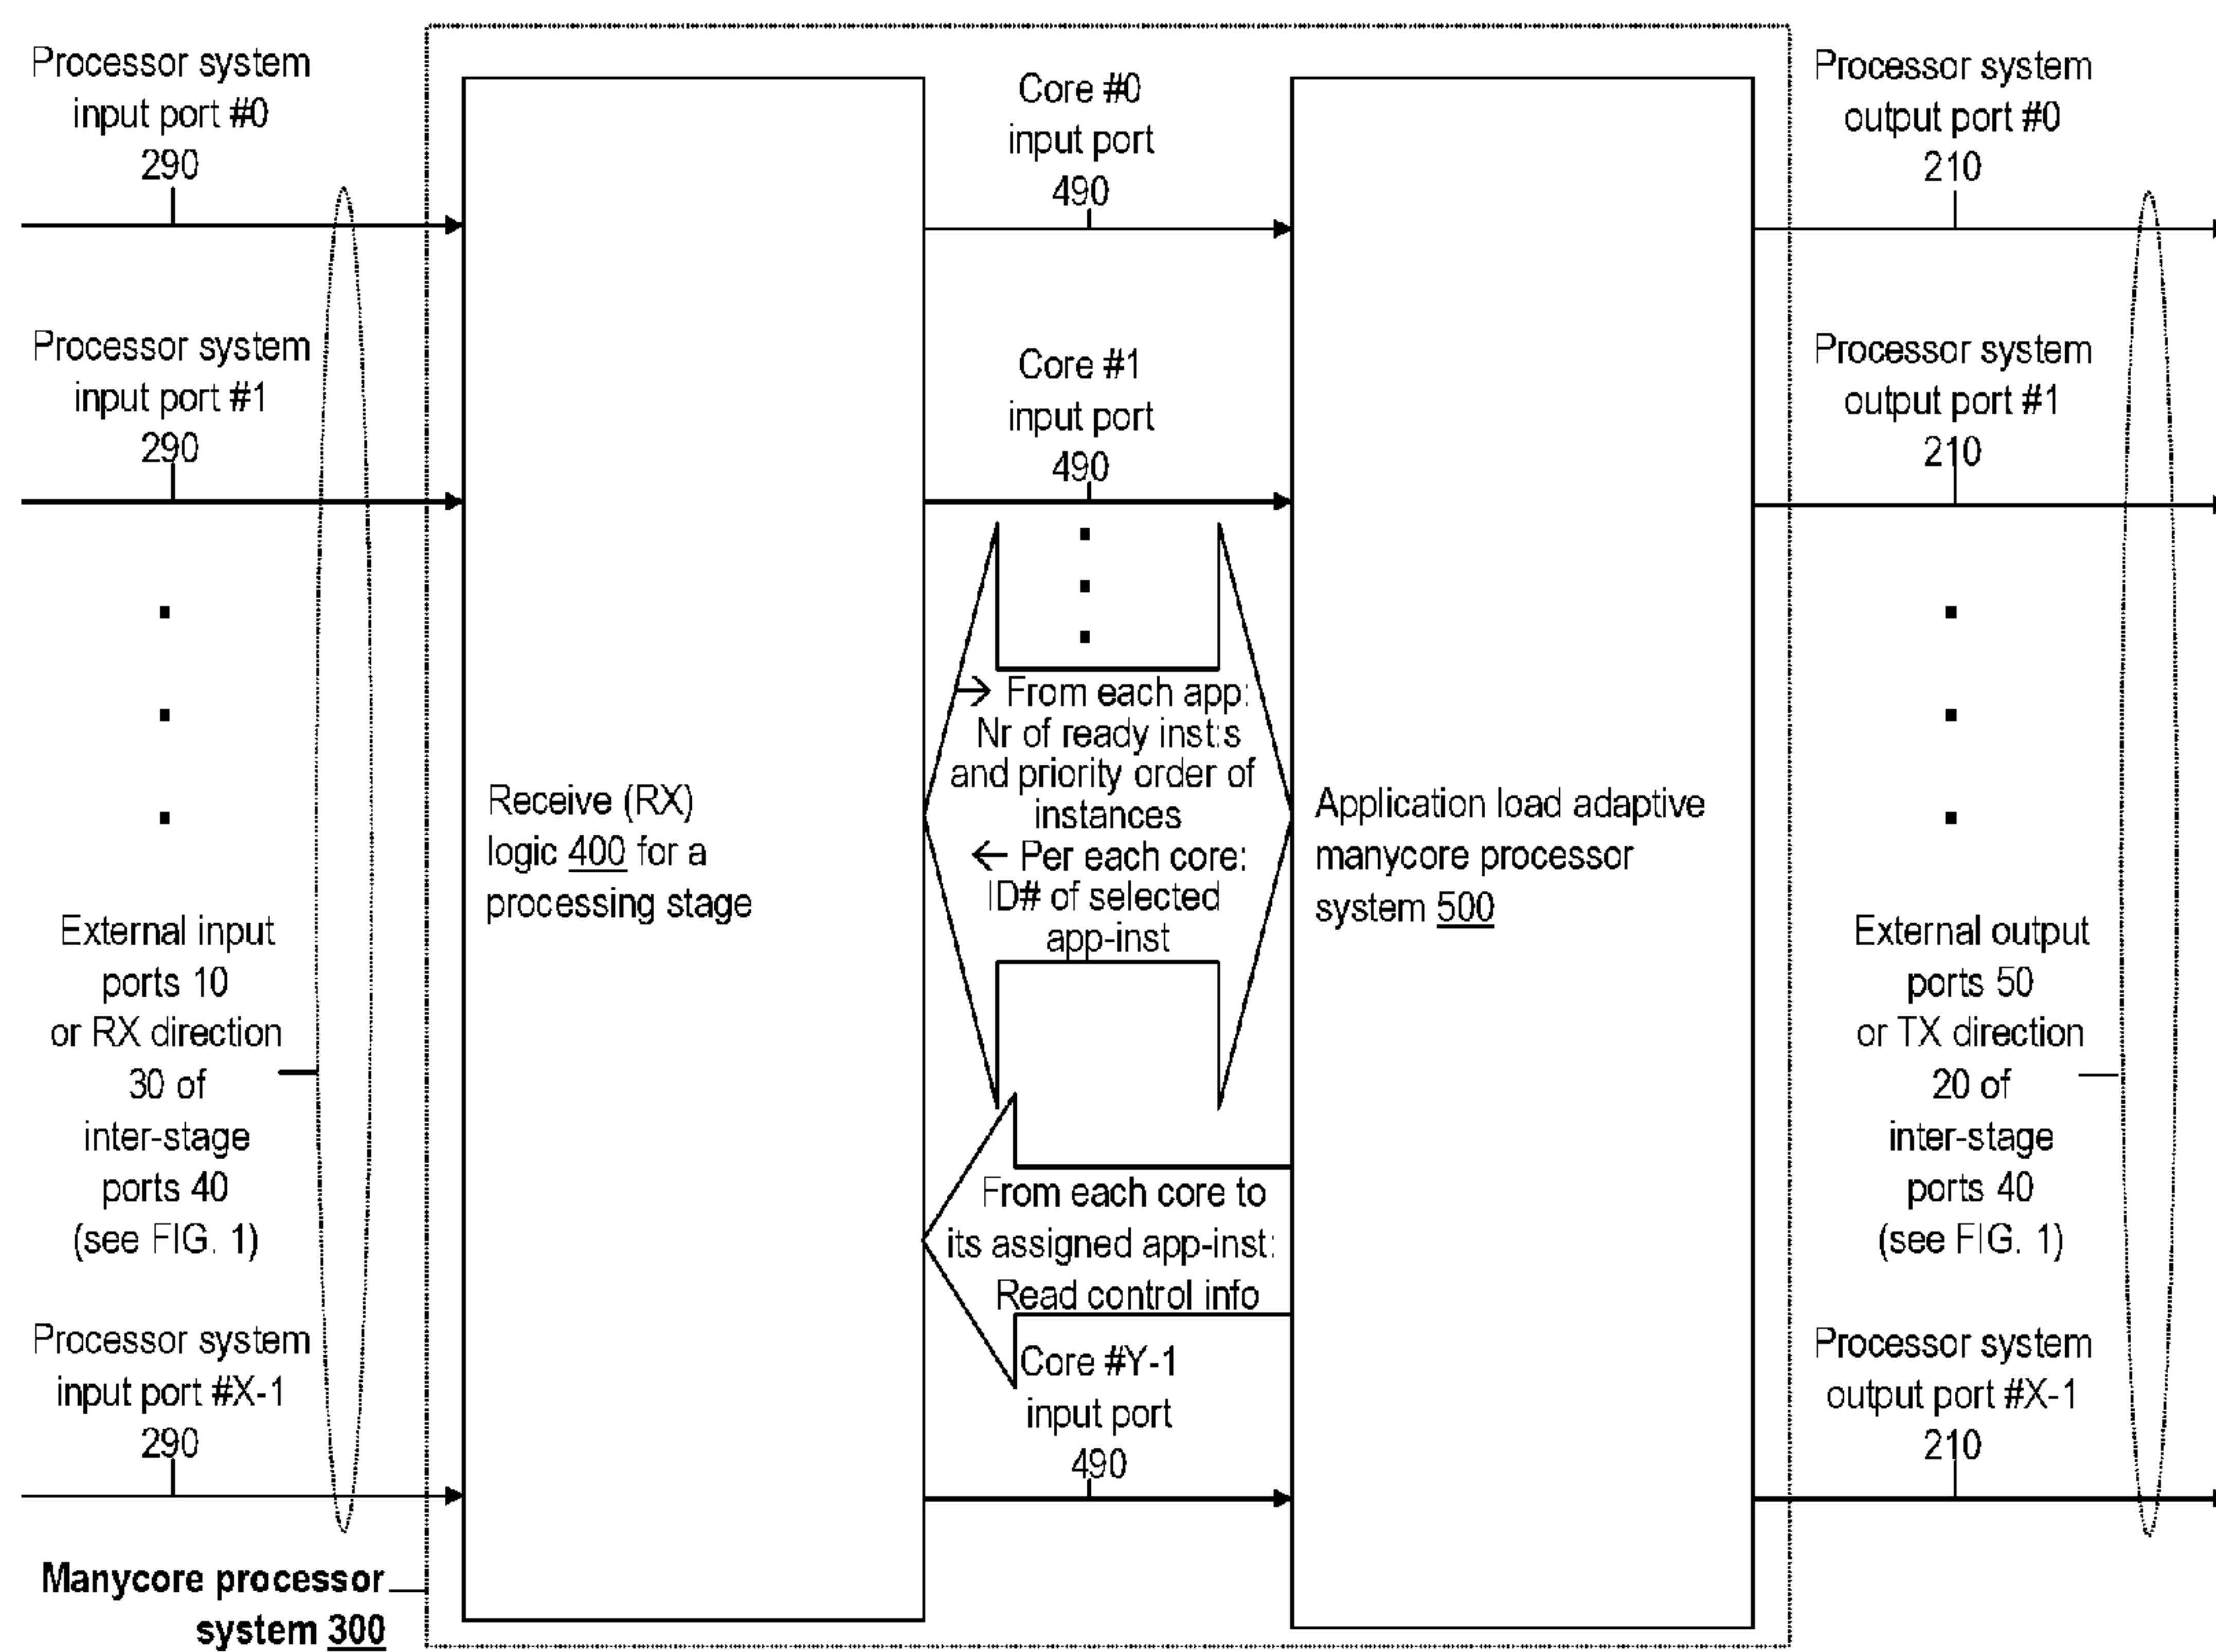 Processor system
input port #0
290
Processor system
input port #1
290
.
.
.
External input
ports 10
or RX direction
30 of
inter-stage
ports 40
(see FIG. 1)
Processor system
input port #X-1
290
Manycore processor
system 300
Receive (RX)
logic 400 for a
processing stage
Core #0
input port
490
Core #1
input port
490
.
.
.
→ From each app:
Nr of ready inst:s
and priority order of
instances
← Per each core:
ID# of selected
app-inst
From each core to
its assigned app-inst:
Read control info
Core #Y-1
input port
490
Application load adaptive
manycore processor
system 500
Processor system
output port #0
210
Processor system
output port #1
210
.
.
.
External output
ports 50
or TX direction
20 of
inter-stage
ports 40
(see FIG. 1)
Processor system
output port #X-1
210